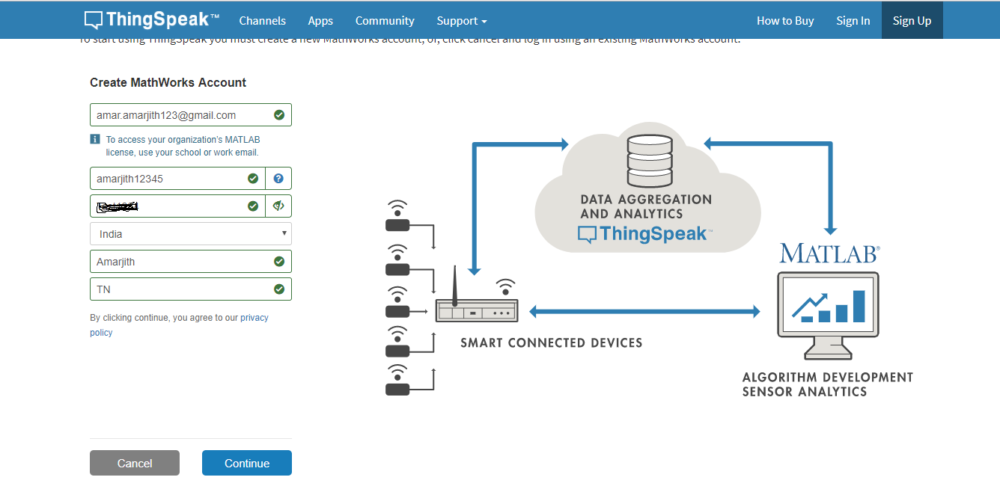 ThingSpeak™ Channels Apps Community Support How to Buy Sign In Sign Up
To start using ThingSpeak you must create a new MathWorks account, or, click cancel and log in using an existing MathWorks account.
Create MathWorks Account
amar.amarjith123@gmail.com
To access your organization's MATLAB
license, use your school or work email.
amarjith12345
India
Amarjith
TN
By clicking continue, you agree to our privacy
policy
Cancel Continue
DATA AGGREGATION
AND ANALYTICS
ThingSpeak™
MATLAB®
SMART CONNECTED DEVICES
ALGORITHM DEVELOPMENT
SENSOR ANALYTICS